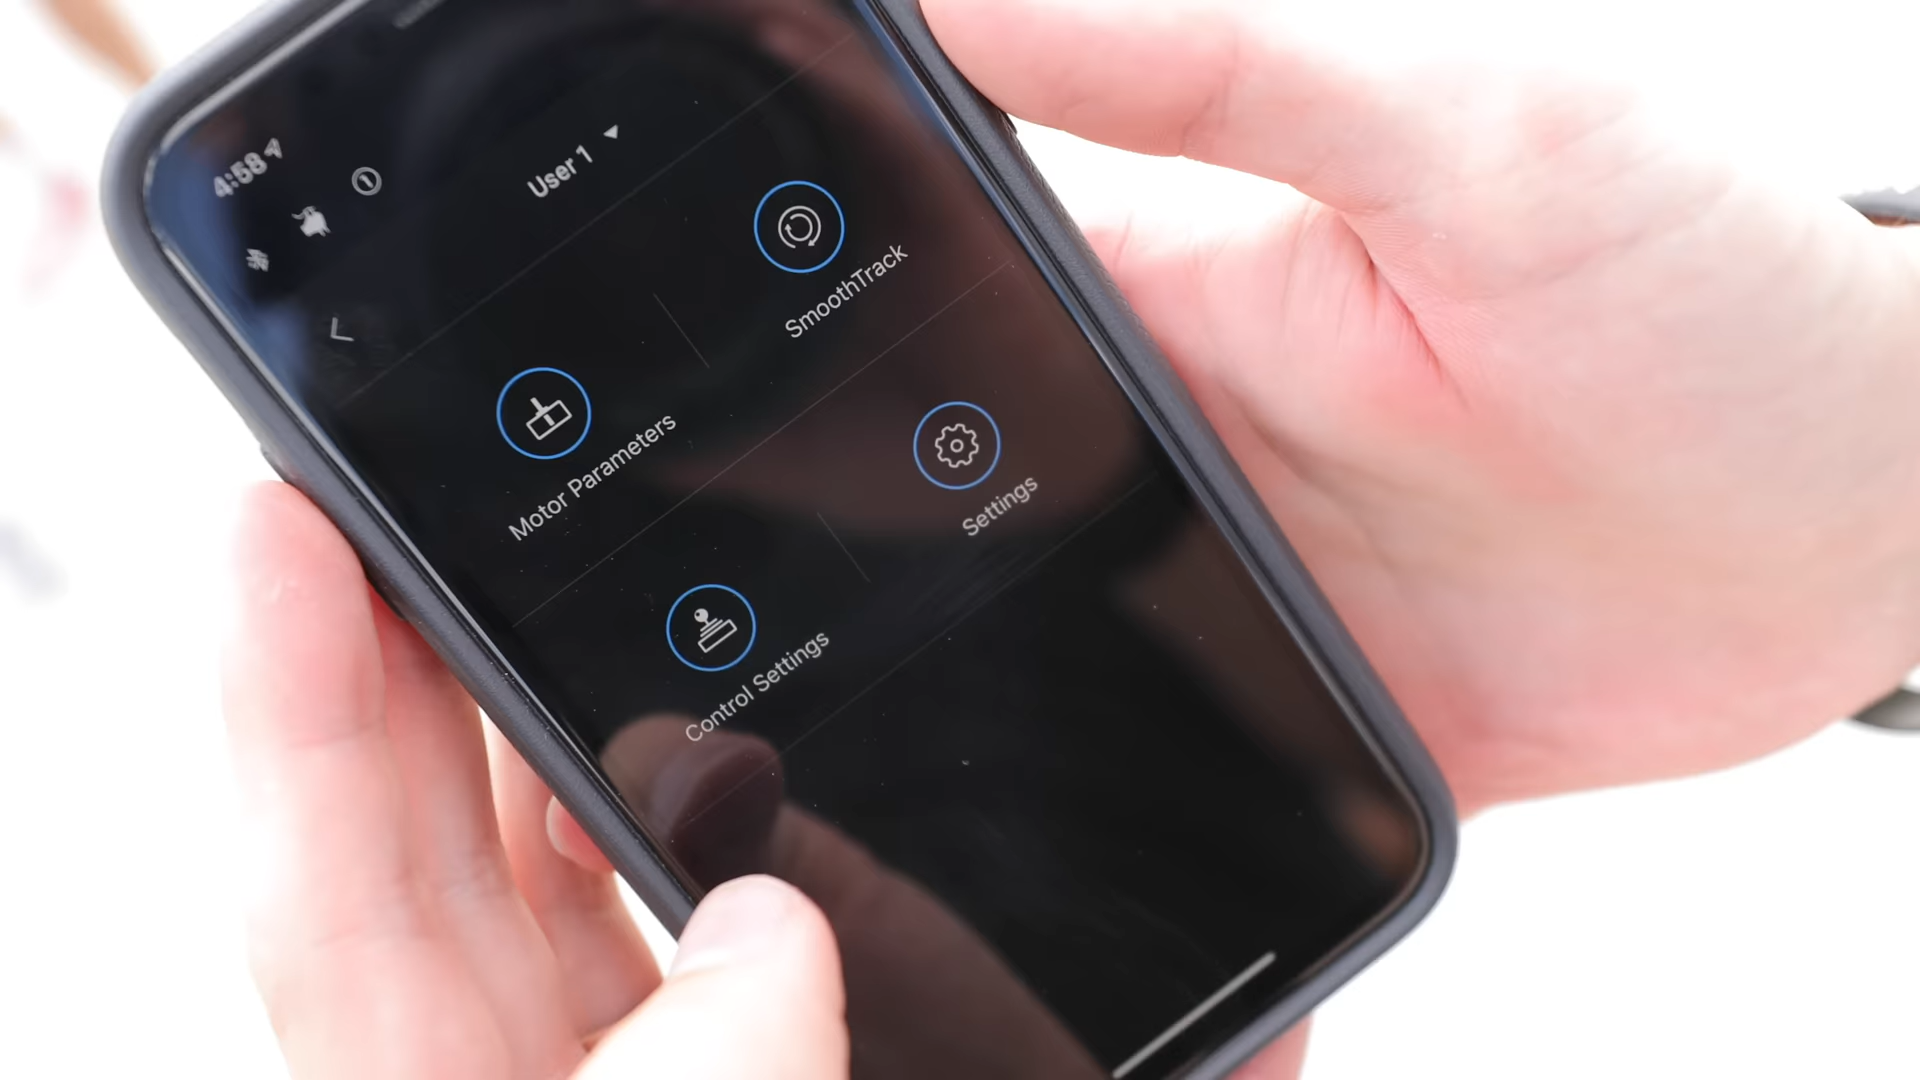 4:58
User 1
Motor Parameters
SmoothTrack
Control Settings
Settings